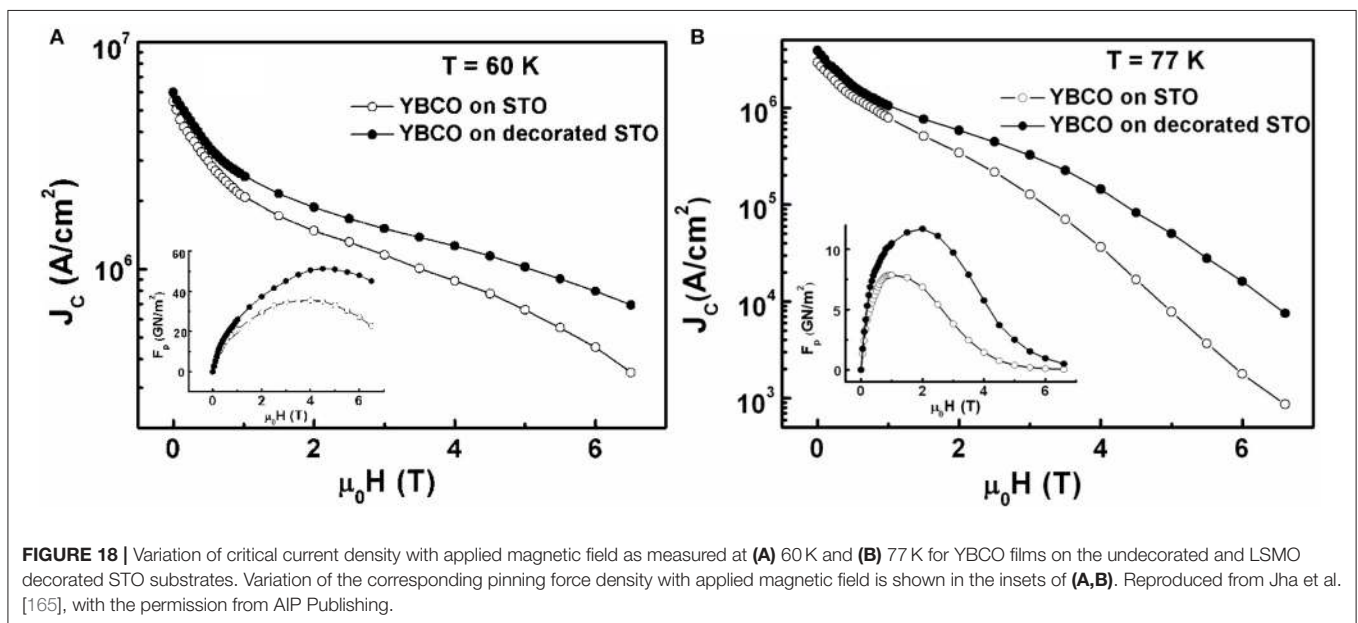 A
10^7
T = 60 K
YBCO on STO
YBCO on decorated STO
J_C (A/cm^2)
10^6
60
40
20
0
F_p (GN/m^2)
0 2 4 6
μ_0H (T)
0 2 4 6
μ_0H (T)
B
T = 77 K
10^6
YBCO on STO
YBCO on decorated STO
J_C(A/cm^2)
10^5
10^4
10^3
10
5
0
F_p (GN/m^2)
0 2 4 6
μ_0H (T)
0 2 4 6
μ_0H (T)
FIGURE 18 | Variation of critical current density with applied magnetic field as measured at (A) 60 K and (B) 77 K for YBCO films on the undecorated and LSMO
decorated STO substrates. Variation of the corresponding pinning force density with applied magnetic field is shown in the insets of (A,B). Reproduced from Jha et al.
[165], with the permission from AIP Publishing.